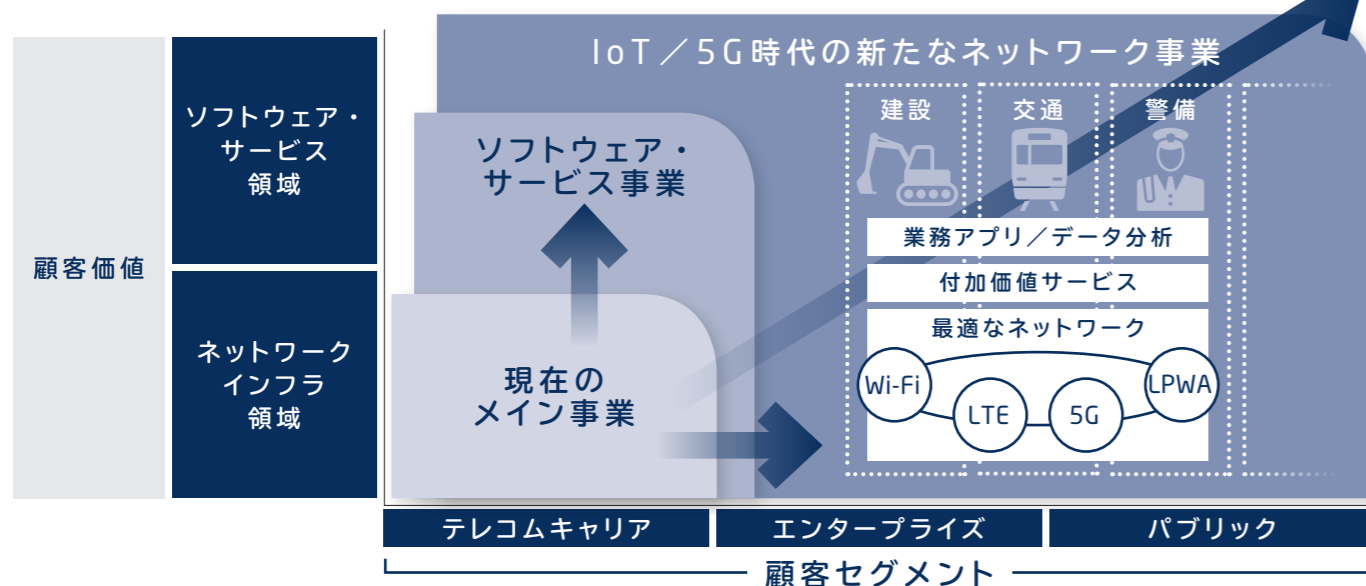 IoT／5G時代の新たなネットワーク事業
顧客価値
ソフトウェア・
サービス
領域
ネットワーク
インフラ
領域
ソフトウェア・
サービス事業
現在の
メイン事業
建設
交通
警備
業務アプリ／データ分析
付加価値サービス
最適なネットワーク
Wi-Fi
LTE
5G
LPWA
テレコムキャリア
エンタープライズ
パブリック
顧客セグメント